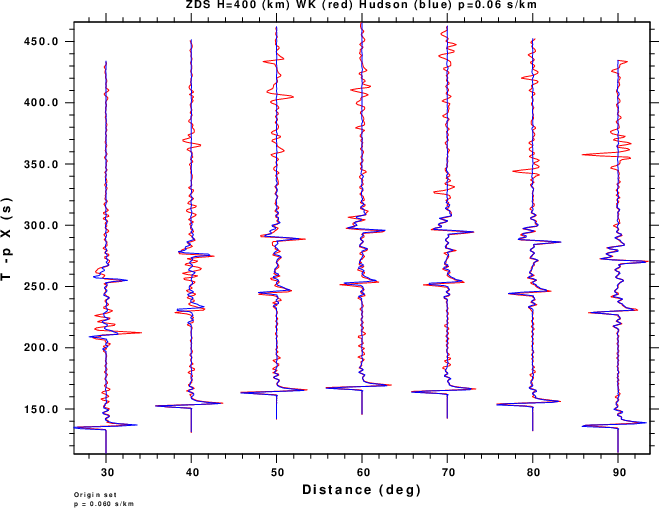 ZDS H=400 (km) WK (red) Hudson (blue) p=0.06 s/km
450.0
400.0
350.0
300.0
250.0
200.0
150.0
T -p X (s)
30 40 50 60 70 80 90
Distance (deg)
Origin set
p = 0.060 s/km